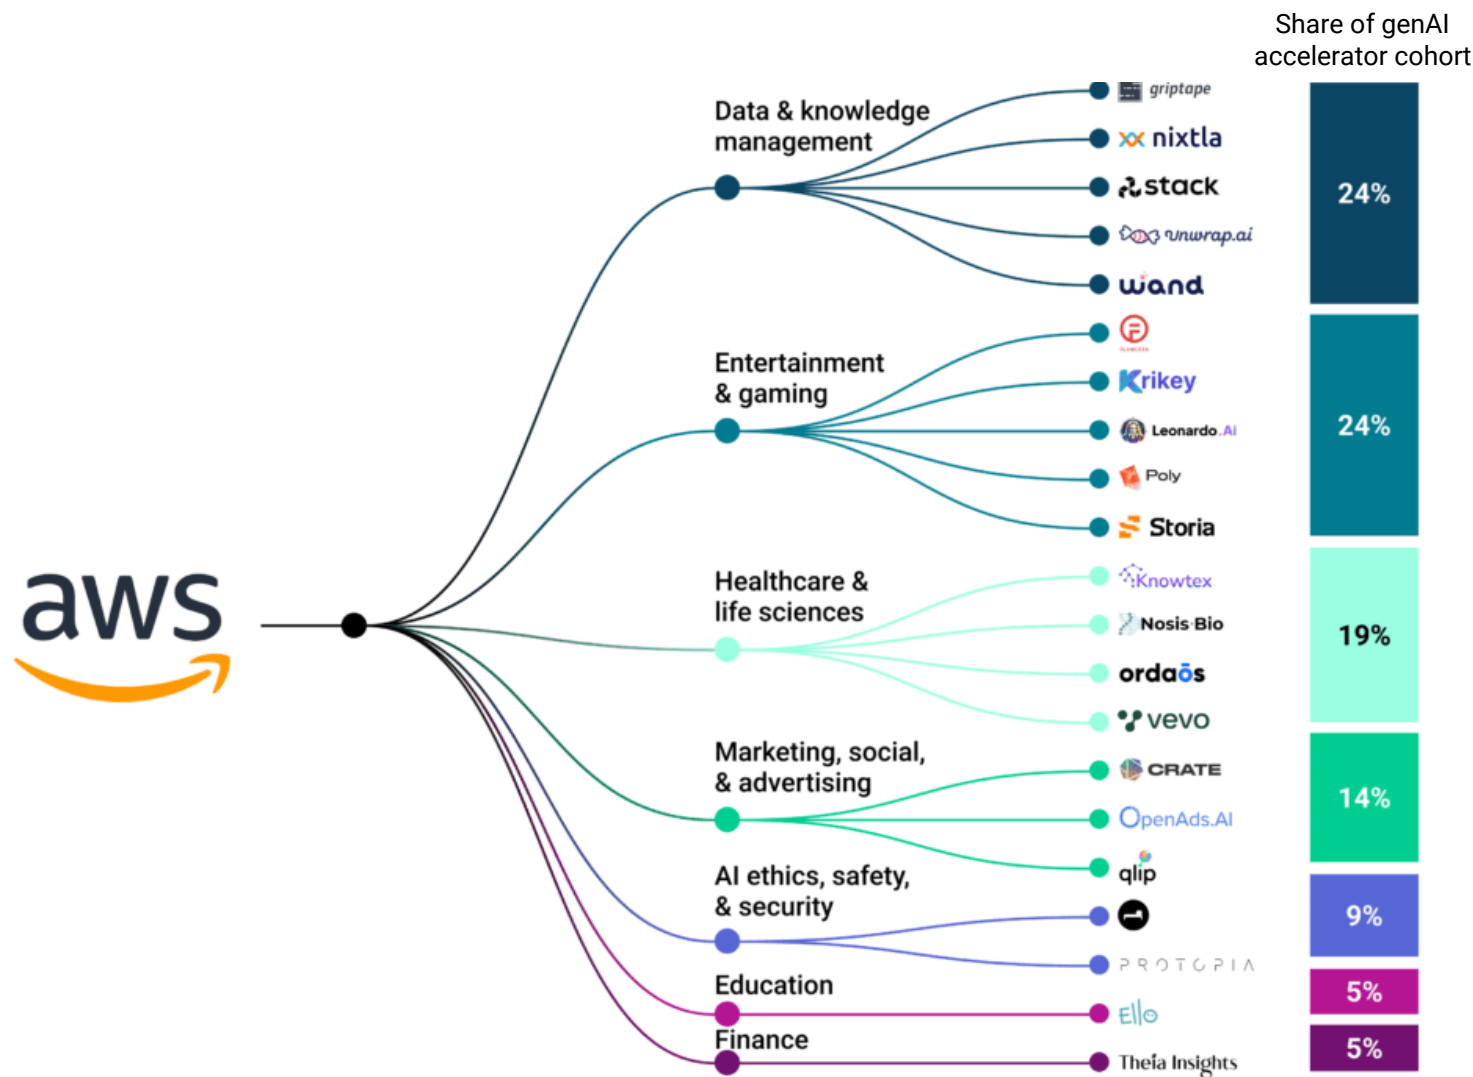 Share of genAI
accelerator cohort
aws
Data & knowledge
management
griptape
nixtla
stack
unwrap.ai
wand
24%
Entertainment
& gaming
FLAWLESS
Krikey
Leonardo.Ai
Poly
Storia
24%
Healthcare &
life sciences
Knowtex
Nosis Bio
ordaōs
vevo
19%
Marketing, social,
& advertising
CRATE
OpenAds.AI
qlip
14%
AI ethics, safety,
& security
PROTOPIA
9%
Education
Ello
5%
Finance
Theia Insights
5%